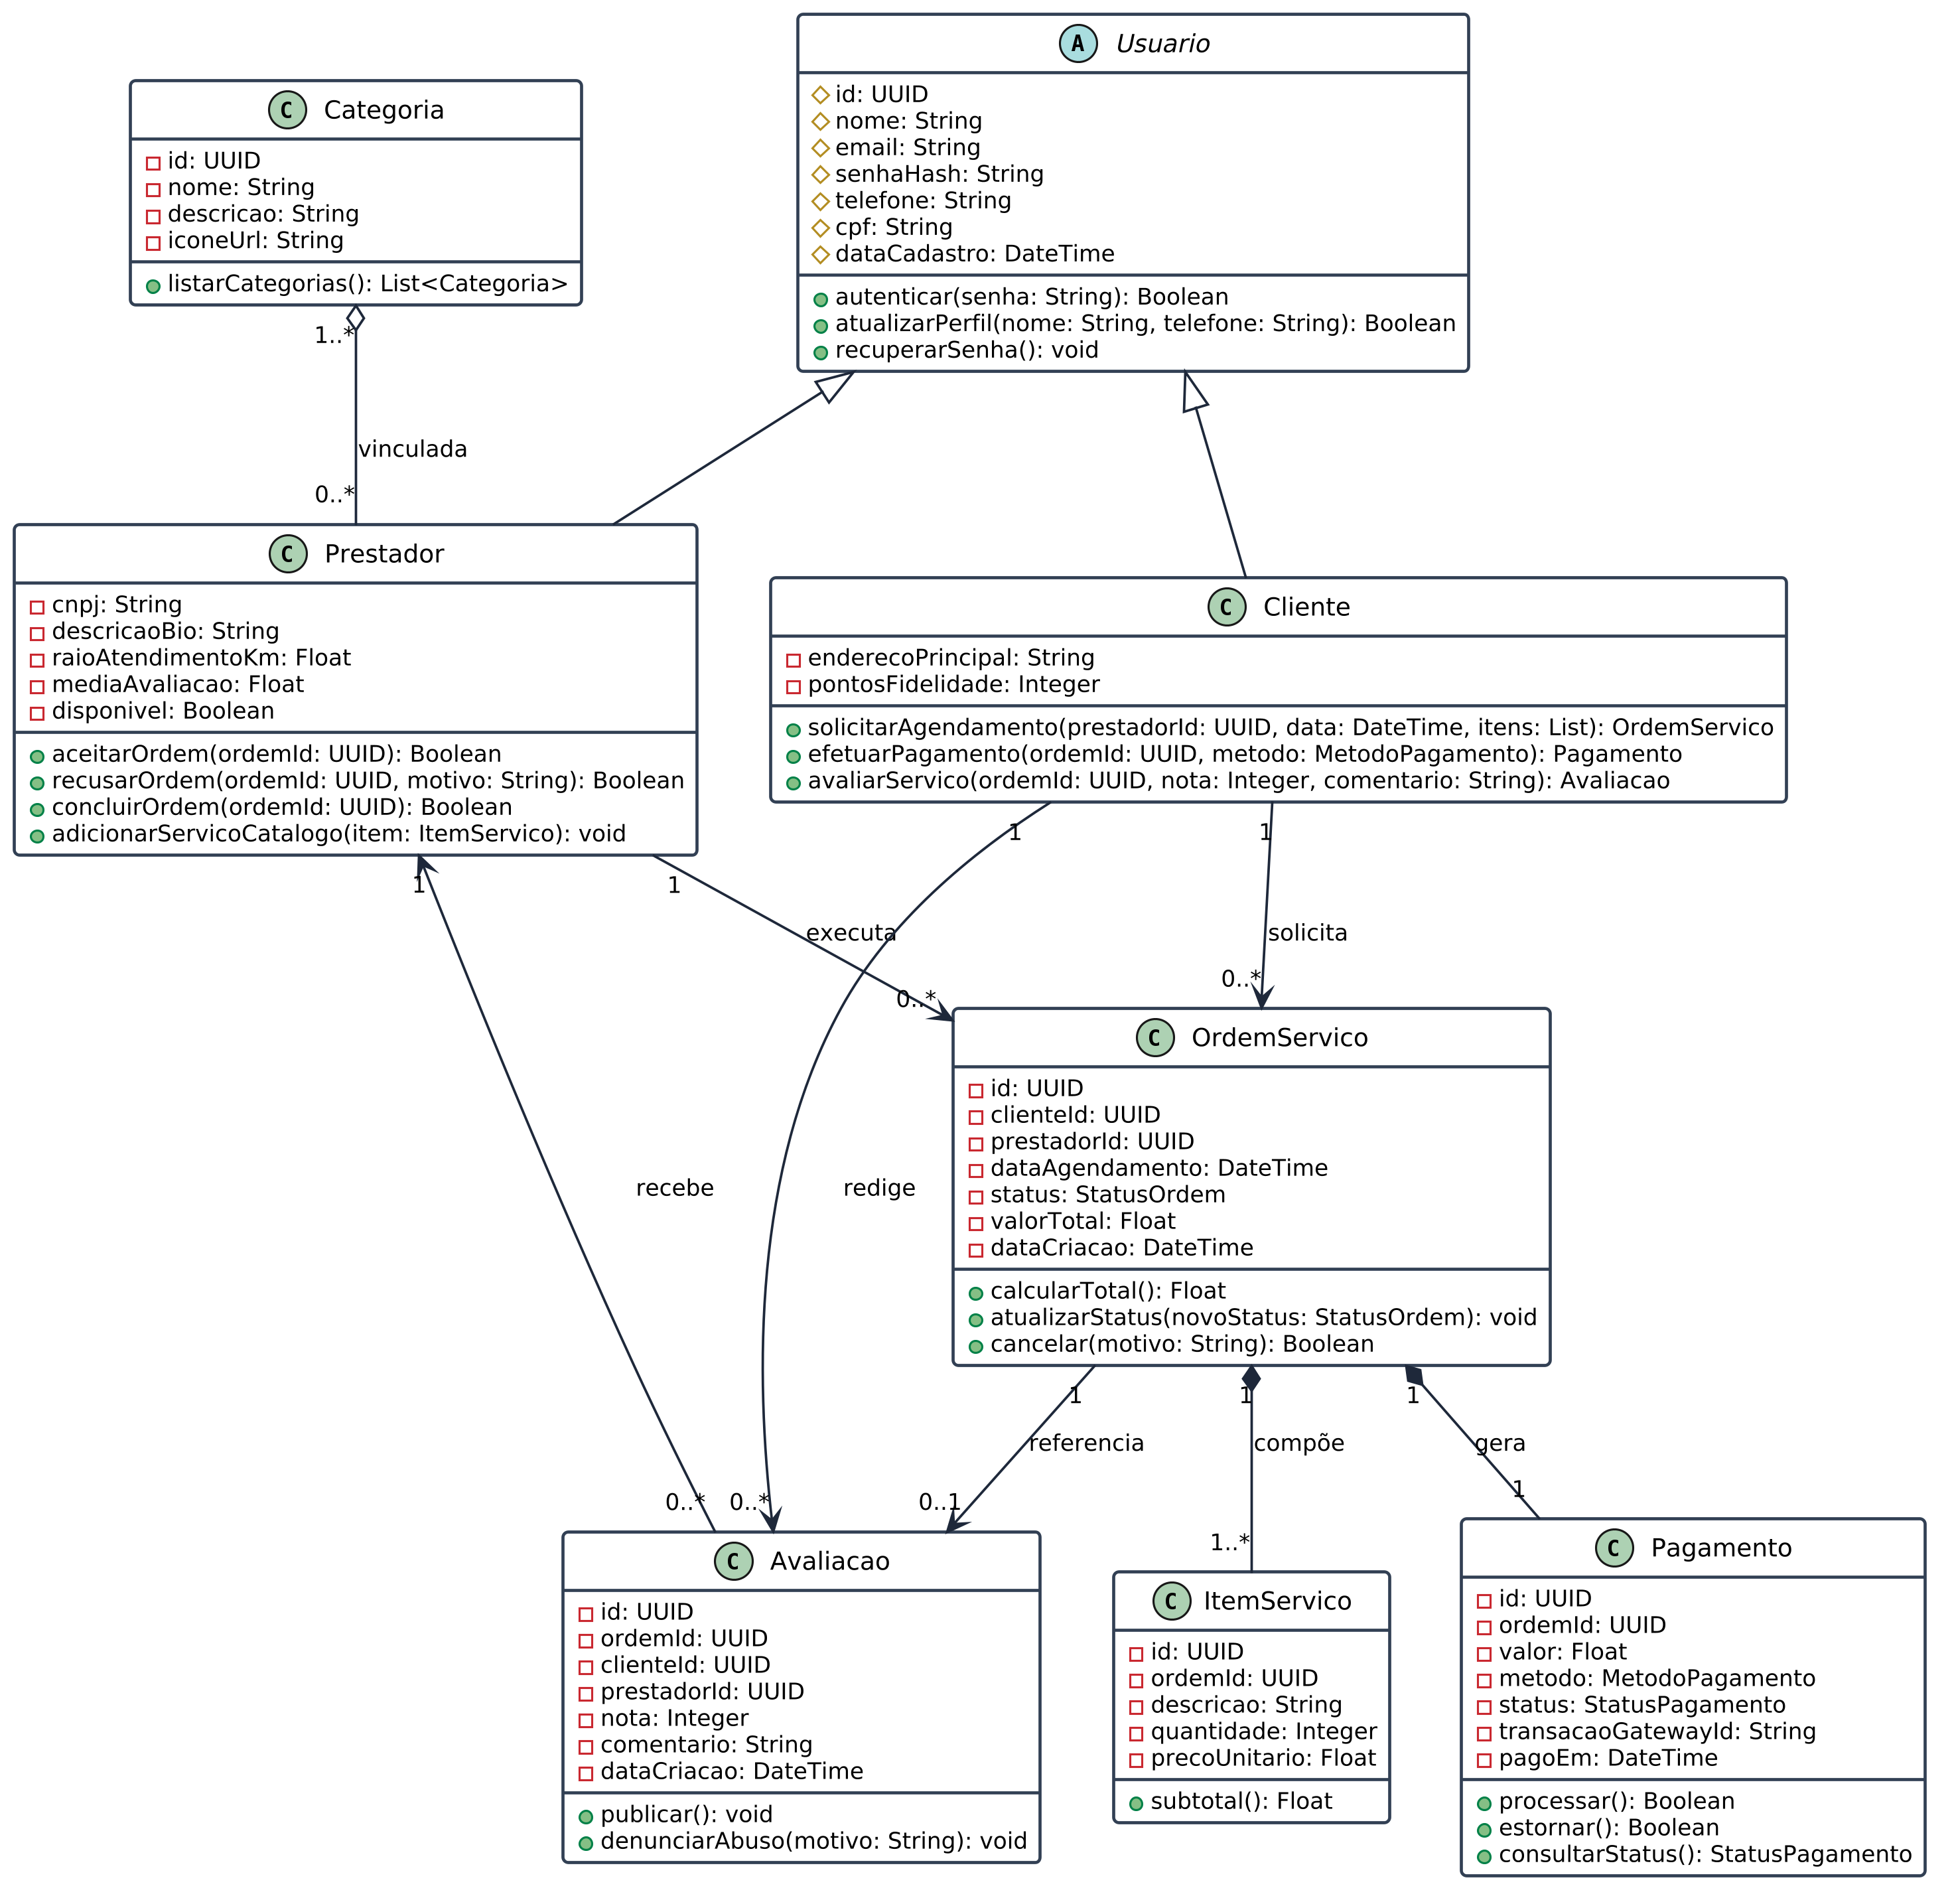 A Usuario
id: UUID
nome: String
email: String
senhaHash: String
telefone: String
cpf: String
dataCadastro: DateTime
autenticar(senha: String): Boolean
atualizarPerfil(nome: String, telefone: String): Boolean
recuperarSenha(): void
C Categoria
id: UUID
nome: String
descricao: String
iconeUrl: String
listarCategorias(): List<Categoria>
1..*
vinculada
0..*
C Prestador
cnpj: String
descricaoBio: String
raioAtendimentoKm: Float
mediaAvaliacao: Float
disponivel: Boolean
aceitarOrdem(ordemId: UUID): Boolean
recusarOrdem(ordemId: UUID, motivo: String): Boolean
concluirOrdem(ordemId: UUID): Boolean
adicionarServicoCatalogo(item: ItemServico): void
C Cliente
enderecoPrincipal: String
pontosFidelidade: Integer
solicitarAgendamento(prestadorId: UUID, data: DateTime, itens: List): OrdemServico
efetuarPagamento(ordemId: UUID, metodo: MetodoPagamento): Pagamento
avaliarServico(ordemId: UUID, nota: Integer, comentario: String): Avaliacao
1
1
1
1
executa
solicita
0..*
0..*
C OrdemServico
id: UUID
clienteId: UUID
prestadorId: UUID
dataAgendamento: DateTime
status: StatusOrdem
valorTotal: Float
dataCriacao: DateTime
calcularTotal(): Float
atualizarStatus(novoStatus: StatusOrdem): void
cancelar(motivo: String): Boolean
recebe
redige
1
1
1
referencia
compõe
gera
0..*
0..*
0..1
1..*
1
C Avaliacao
id: UUID
ordemId: UUID
clienteId: UUID
prestadorId: UUID
nota: Integer
comentario: String
dataCriacao: DateTime
publicar(): void
denunciarAbuso(motivo: String): void
C ItemServico
id: UUID
ordemId: UUID
descricao: String
quantidade: Integer
precoUnitario: Float
subtotal(): Float
C Pagamento
id: UUID
ordemId: UUID
valor: Float
metodo: MetodoPagamento
status: StatusPagamento
transacaoGatewayId: String
pagoEm: DateTime
processar(): Boolean
estornar(): Boolean
consultarStatus(): StatusPagamento